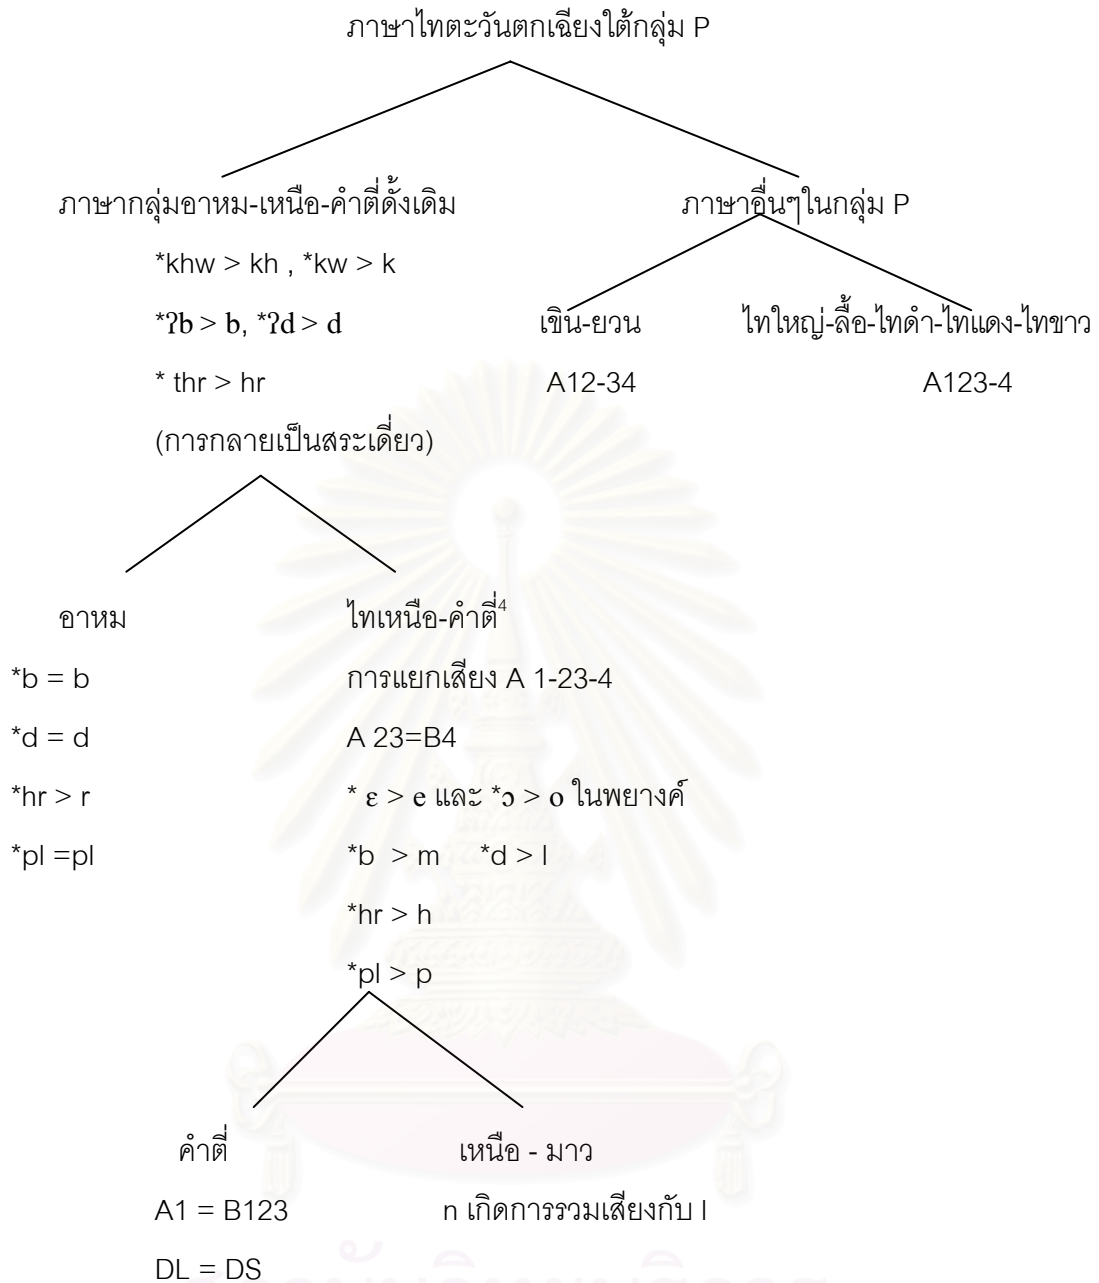 ภาษาไทตะวันตกเฉียงใต้กลุ่ม P
ภาษากลุ่มอาหม-เหนือ-คำตี่ดั้งเดิม ภาษาอื่นๆในกลุ่ม P
*khw > kh , *kw > k
*ʔb > b, *ʔd > d เขิน-ยวน ไทใหญ่-ลื้อ-ไทดำ-ไทแดง-ไทขาว
* thr > hr A12-34 A123-4
(การกลายเป็นสระเดี่ยว)
อาหม ไทเหนือ-คำตี่⁴
*b = b การแยกเสียง A 1-23-4
*d = d A 23=B4
*hr > r * ɛ > e และ *ɔ > o ในพยางค์
*pl =pl *b > m *d > l
*hr > h
*pl > p
คำตี่ เหนือ - มาว
A1 = B123 n เกิดการรวมเสียงกับ l
DL = DS